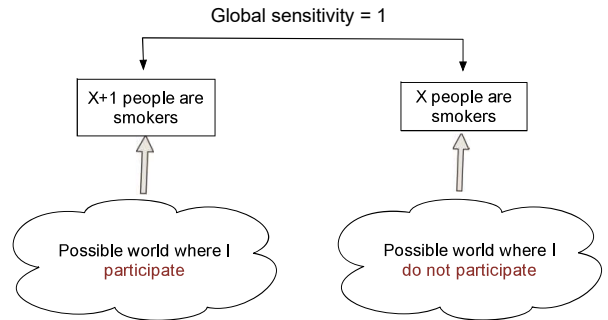 Global sensitivity = 1
X+1 people are
smokers
X people are
smokers
Possible world where I
participate
Possible world where I
do not participate